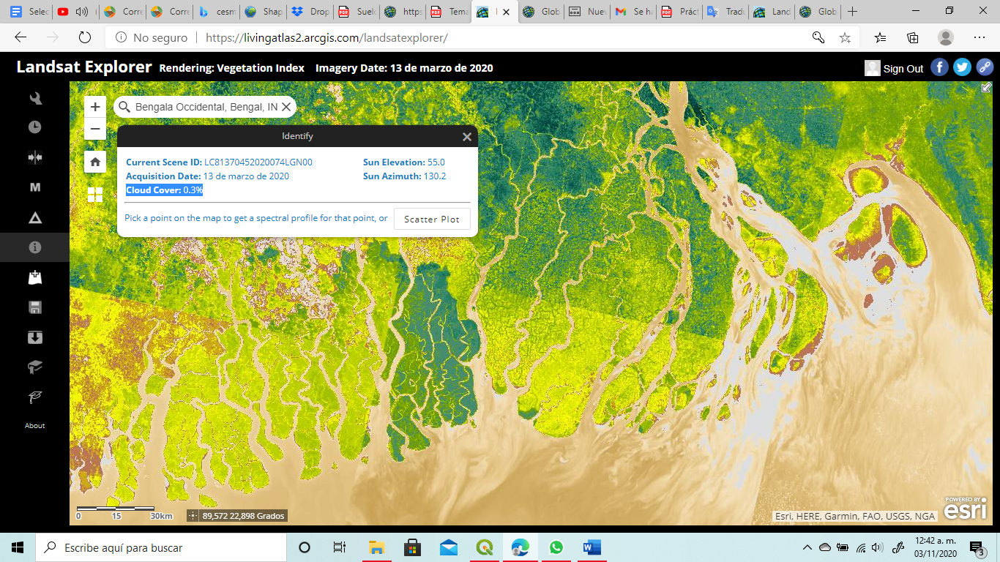 Selec
Corre
Corre
cesm
Shap
Drop
Suelo
https
Tema
Glob
Nuev
Se ha
Práct
Tradu
Land
Glob
No seguro
https://livingatlas2.arcgis.com/landsatexplorer/
Landsat Explorer Rendering: Vegetation Index Imagery Date: 13 de marzo de 2020
Sign Out
M
About
Bengala Occidental, Bengal, IN
Identify
Current Scene ID: LC81370452020074LGN00
Sun Elevation: 55.0
Acquisition Date: 13 de marzo de 2020
Sun Azimuth: 130.2
Cloud Cover: 0.3%
Pick a point on the map to get a spectral profile for that point, or
Scatter Plot
0 15 30km
89,572 22,898 Grados
Esri, HERE, Garmin, FAO, USGS, NGA
POWERED BY
esri
Escribe aquí para buscar
12:42 a. m.
03/11/2020
3